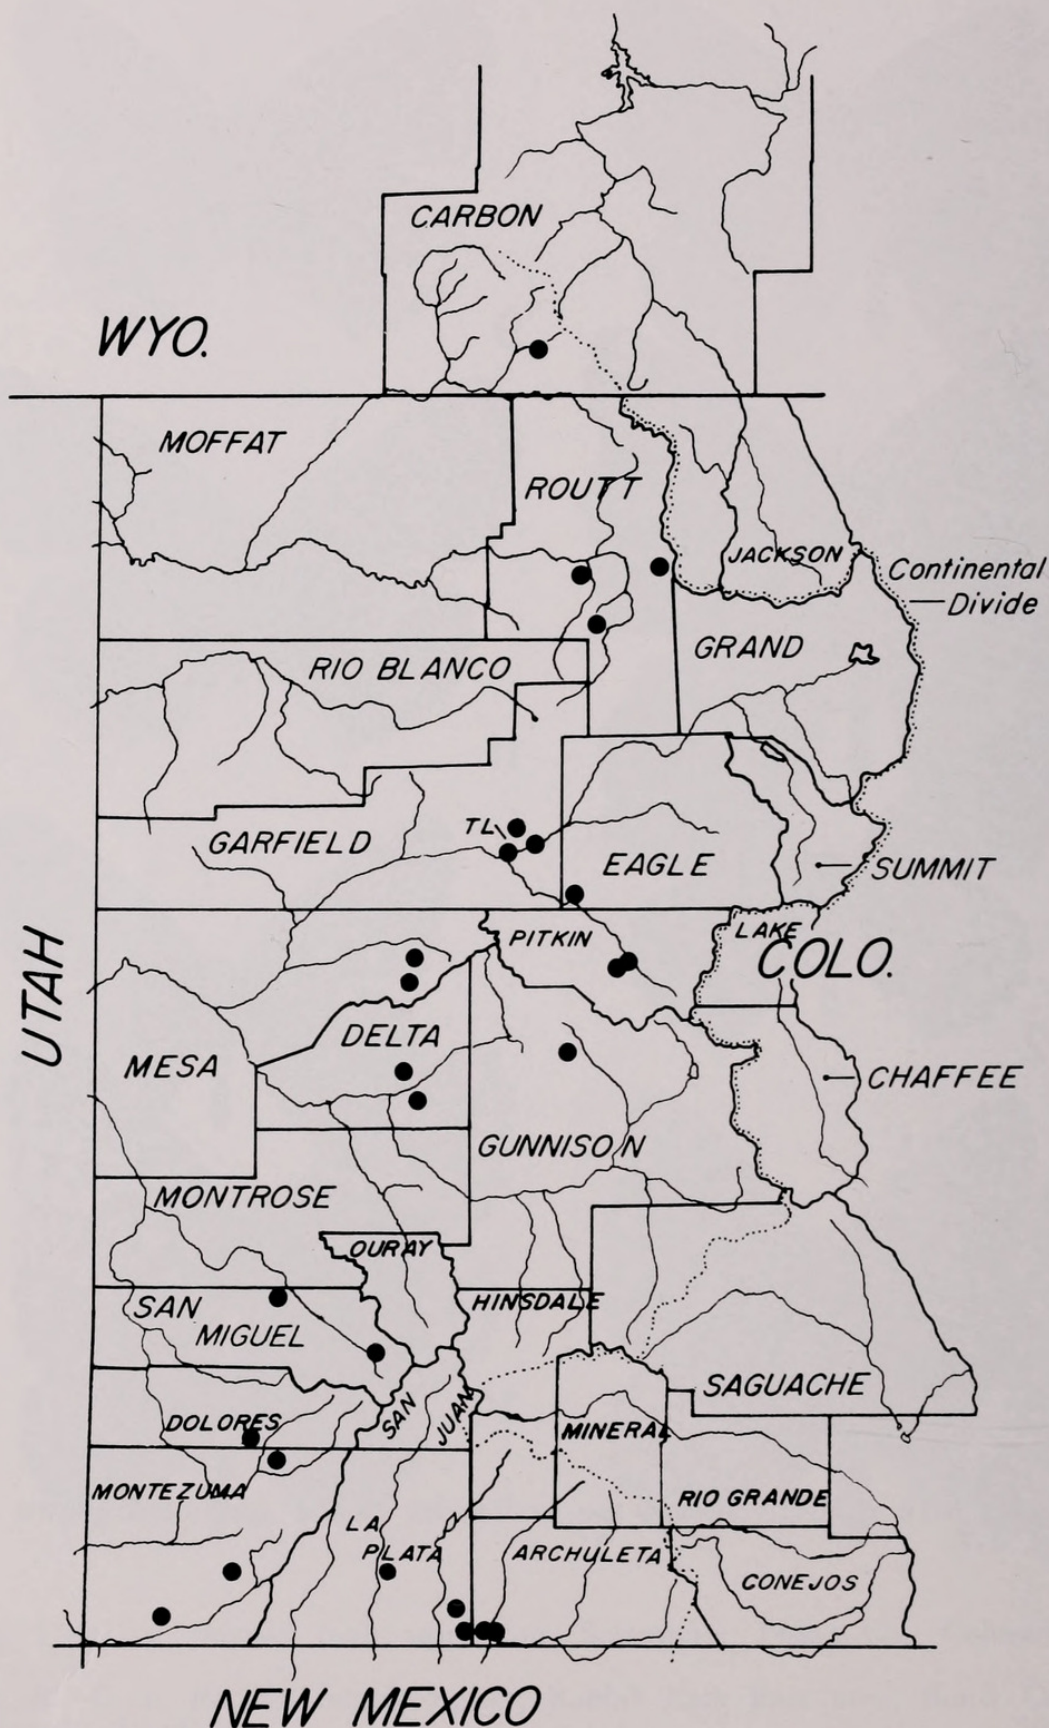 CARBON
WYO.
MOFFAT
ROUTT
JACKSON
Continental
Divide
GRAND
RIO BLANCO
TL
GARFIELD
EAGLE
SUMMIT
UTAH
PITKIN
LAKE
COLO.
DELTA
MESA
CHAFFEE
GUNNISON
MONTROSE
OURAY
HINSDALE
SAN
MIGUEL
SAGUACHE
SAN
JUAN
DOLORES
MINERAL
MONTEZUMA
RIO GRANDE
LA
PLATA
ARCHULETA
CONEJOS
NEW MEXICO